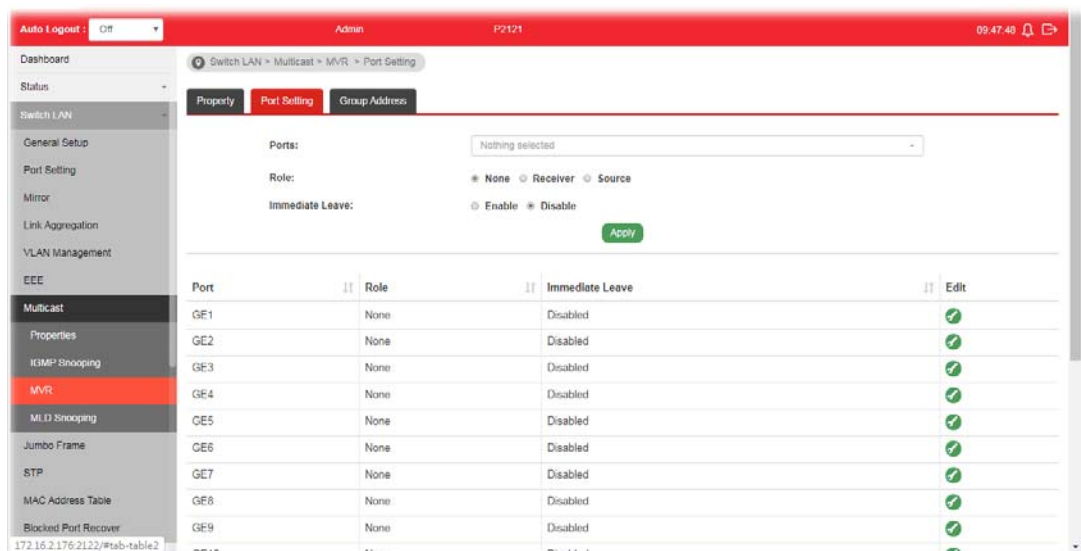 Auto Logout : Off Admin P2121 09:47:48
Dashboard
Status
Switch LAN
General Setup
Port Setting
Mirror
Link Aggregation
VLAN Management
EEE
Multicast
Properties
IGMP Snooping
MVR
MLD Snooping
Jumbo Frame
STP
MAC Address Table
Blocked Port Recover
172.16.2.176:2122/#tab-table2
Switch LAN > Multicast > MVR > Port Setting
Property Port Setting Group Address
Ports: Nothing selected
Role: None Receiver Source
Immediate Leave: Enable Disable
Apply
Port Role Immediate Leave Edit
GE1 None Disabled
GE2 None Disabled
GE3 None Disabled
GE4 None Disabled
GE5 None Disabled
GE6 None Disabled
GE7 None Disabled
GE8 None Disabled
GE9 None Disabled